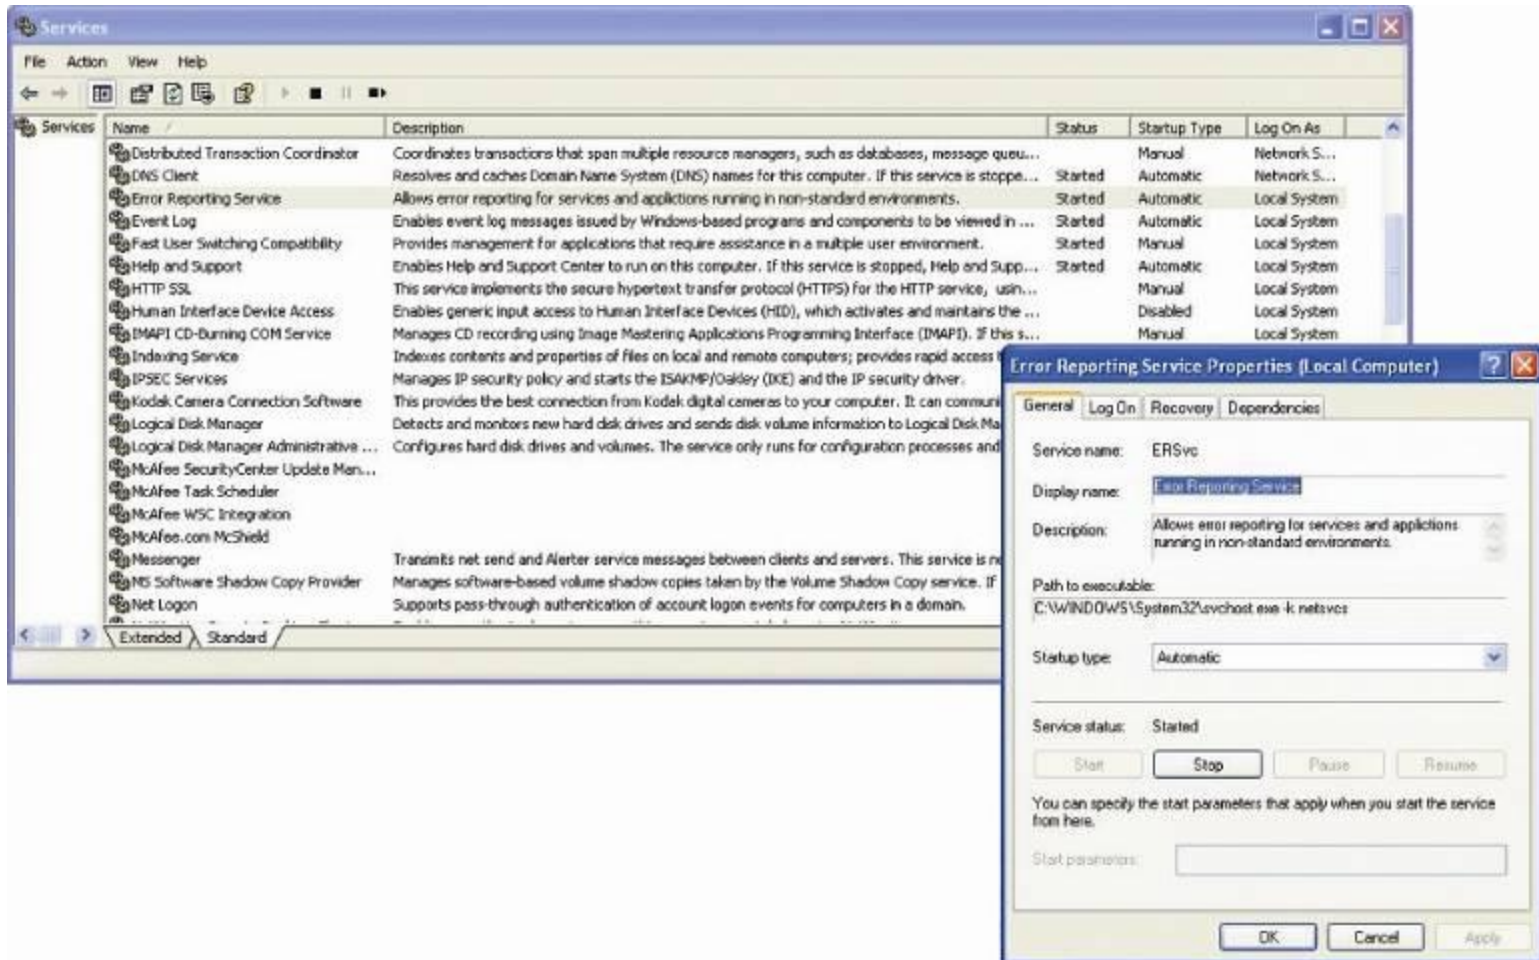 Services
File Action View Help
Services
Name Description Status Startup Type Log On As
Distributed Transaction Coordinator Coordinates transactions that span multiple resource managers, such as databases, message queu... Manual Network S...
DNS Client Resolves and caches Domain Name System (DNS) names for this computer. If this service is stoppe... Started Automatic Network S...
Error Reporting Service Allows error reporting for services and applictions running in non-standard environments. Started Automatic Local System
Event Log Enables event log messages issued by Windows-based programs and components to be viewed in ... Started Automatic Local System
Fast User Switching Compatibility Provides management for applications that require assistance in a multiple user environment. Started Manual Local System
Help and Support Enables Help and Support Center to run on this computer. If this service is stopped, Help and Supp... Started Automatic Local System
HTTP SSL This service implements the secure hypertext transfer protocol (HTTPS) for the HTTP service, usin... Manual Local System
Human Interface Device Access Enables generic input access to Human Interface Devices (HID), which activates and maintains the ... Disabled Local System
IMAPI CD-Burning COM Service Manages CD recording using Image Mastering Applications Programming Interface (IMAPI). If this s... Manual Local System
Indexing Service Indexes contents and properties of files on local and remote computers; provides rapid access
IPSEC Services Manages IP security policy and starts the ISAKMP/Oakley (IKE) and the IP security driver.
Kodak Camera Connection Software This provides the best connection from Kodak digital cameras to your computer. It can communi
Logical Disk Manager Detects and monitors new hard disk drives and sends disk volume information to Logical Disk Ma
Logical Disk Manager Administrative ... Configures hard disk drives and volumes. The service only runs for configuration processes and
McAfee SecurityCenter Update Man...
McAfee Task Scheduler
McAfee WSC Integration
McAfee.com McShield
Messenger Transmits net send and Alerter service messages between clients and servers. This service is no
MS Software Shadow Copy Provider Manages software-based volume shadow copies taken by the Volume Shadow Copy service. If
Net Logon Supports pass-through authentication of account logon events for computers in a domain.
Extended Standard
Error Reporting Service Properties (Local Computer)
General Log On Recovery Dependencies
Service name: ERSvc
Display name: Error Reporting Service
Description: Allows error reporting for services and applictions
running in non-standard environments.
Path to executable:
C:\WINDOWS\System32\svchost.exe -k netsvcs
Startup type: Automatic
Service status: Started
Start Stop Pause Resume
You can specify the start parameters that apply when you start the service
from here.
Start parameters:
OK Cancel Apply